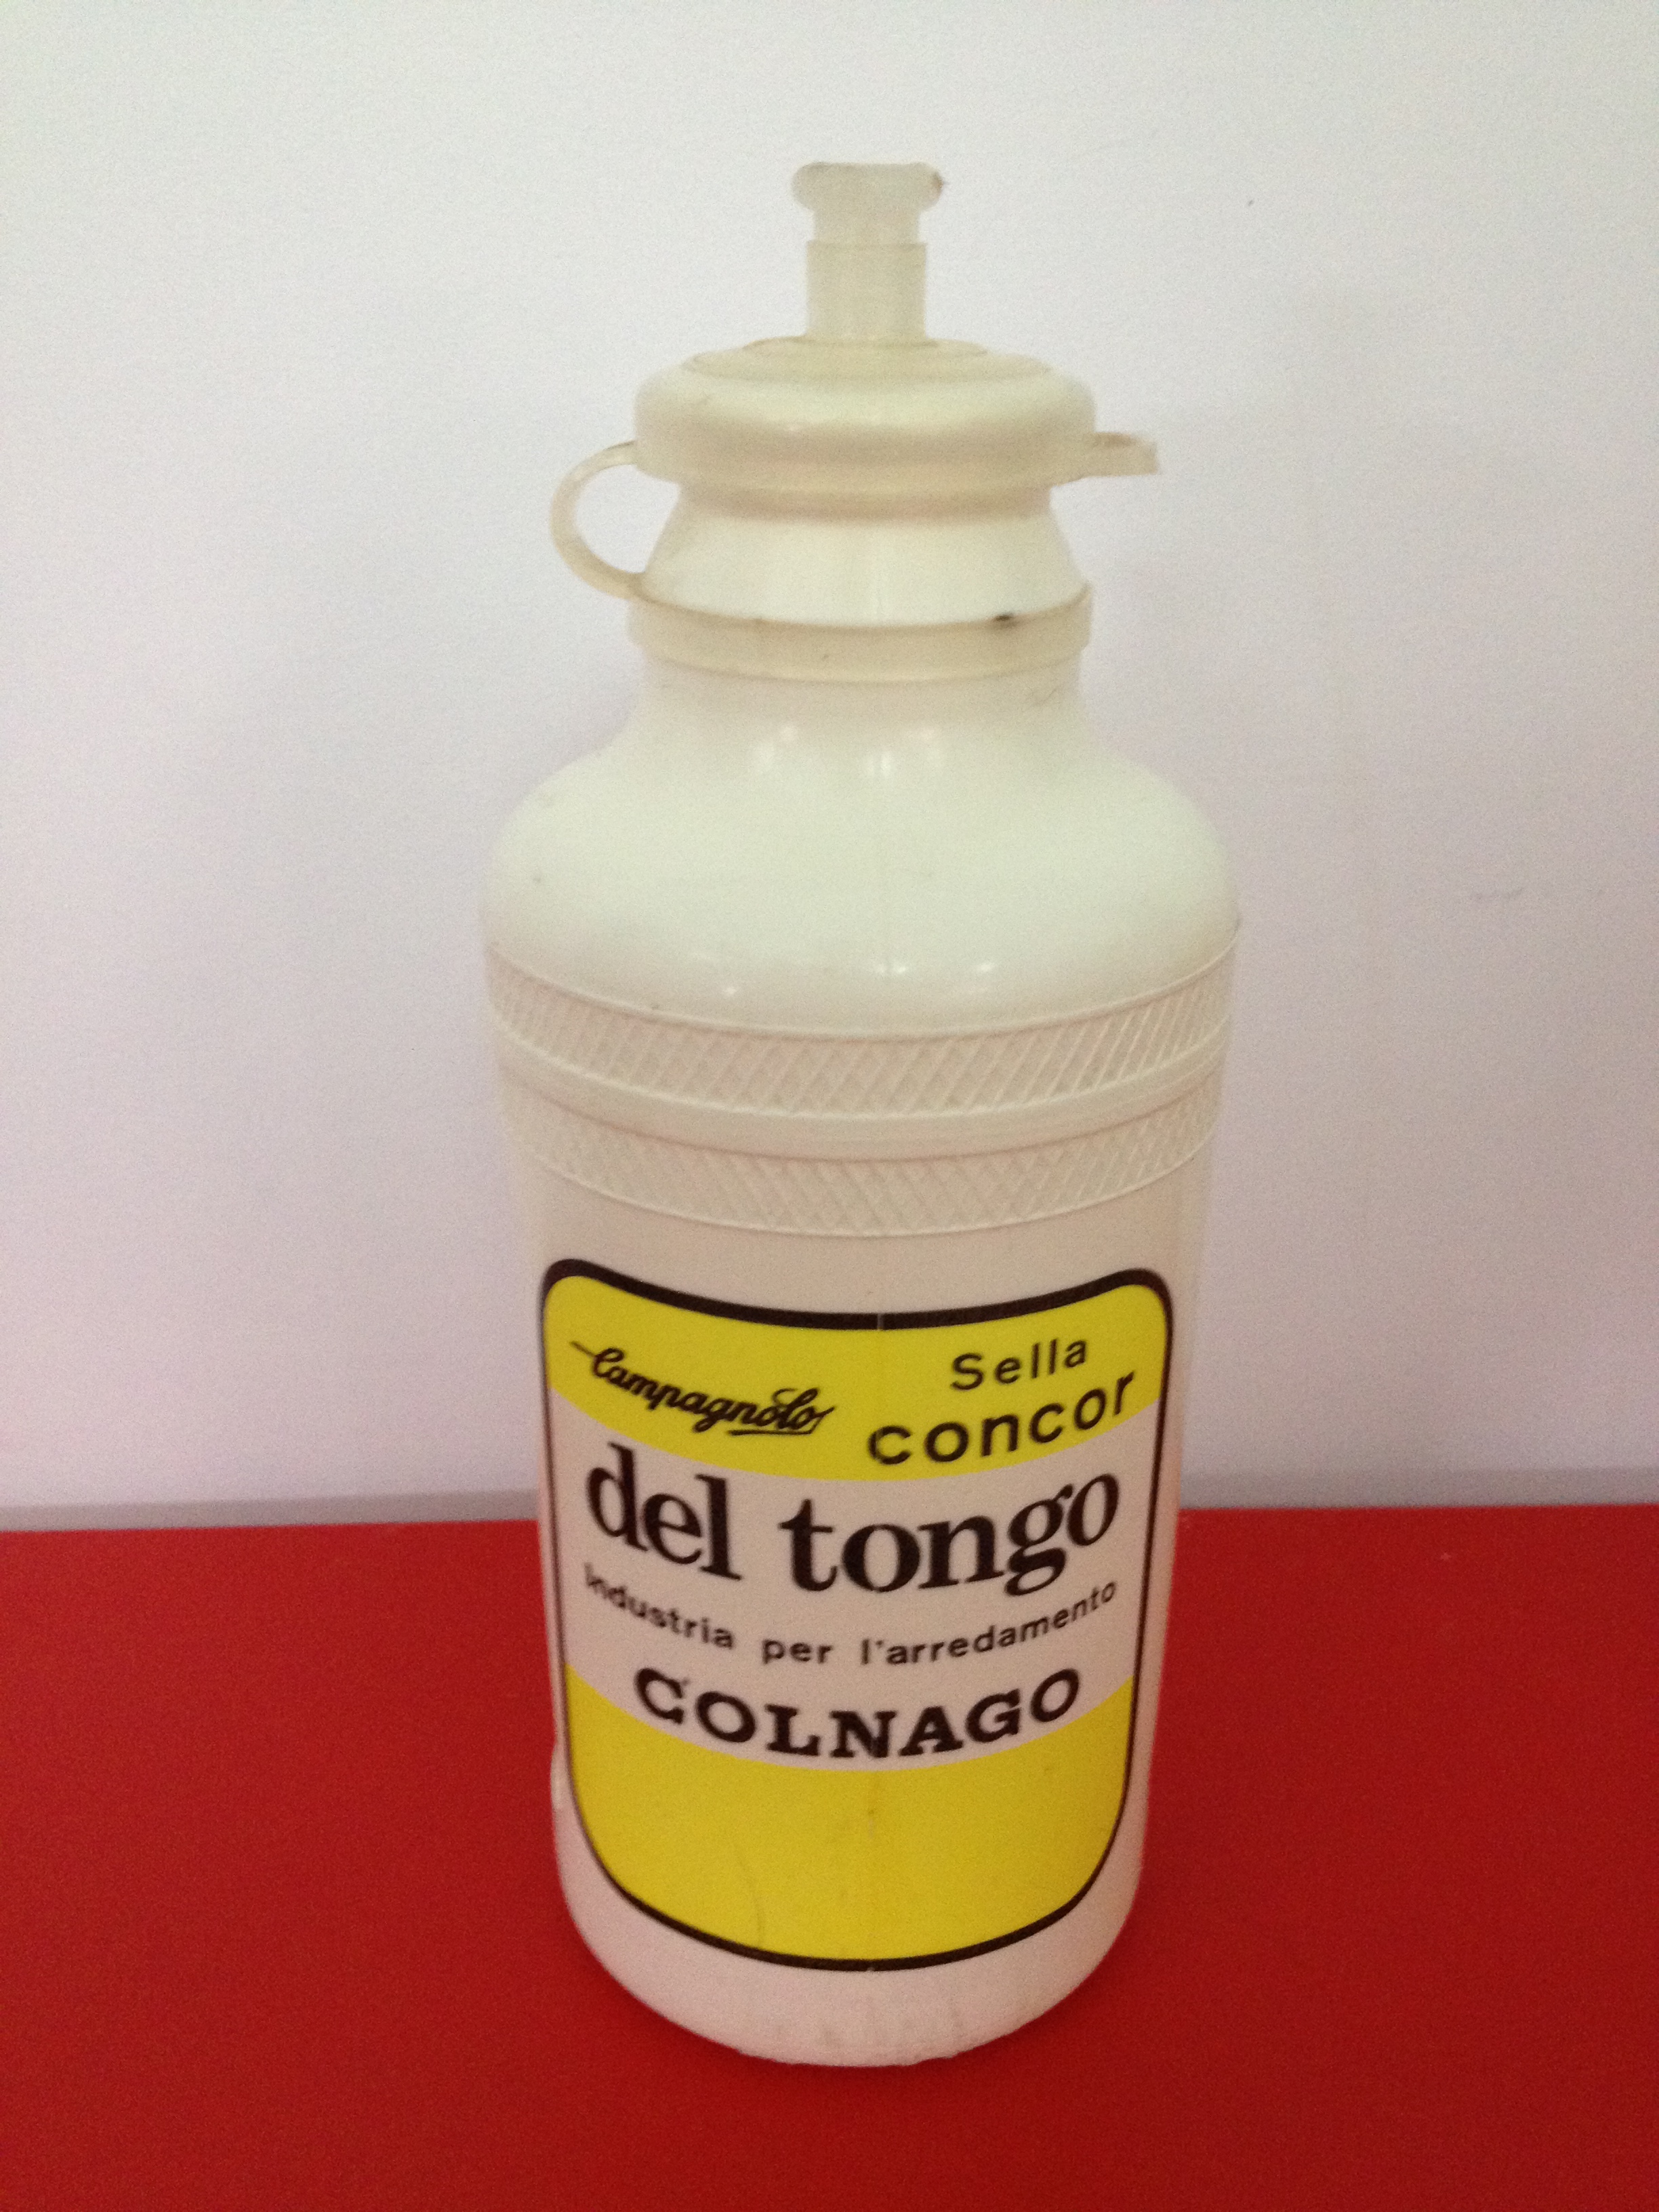 Campagnolo
Sella
concor
del tongo
industria per l'arredamento
COLNAGO